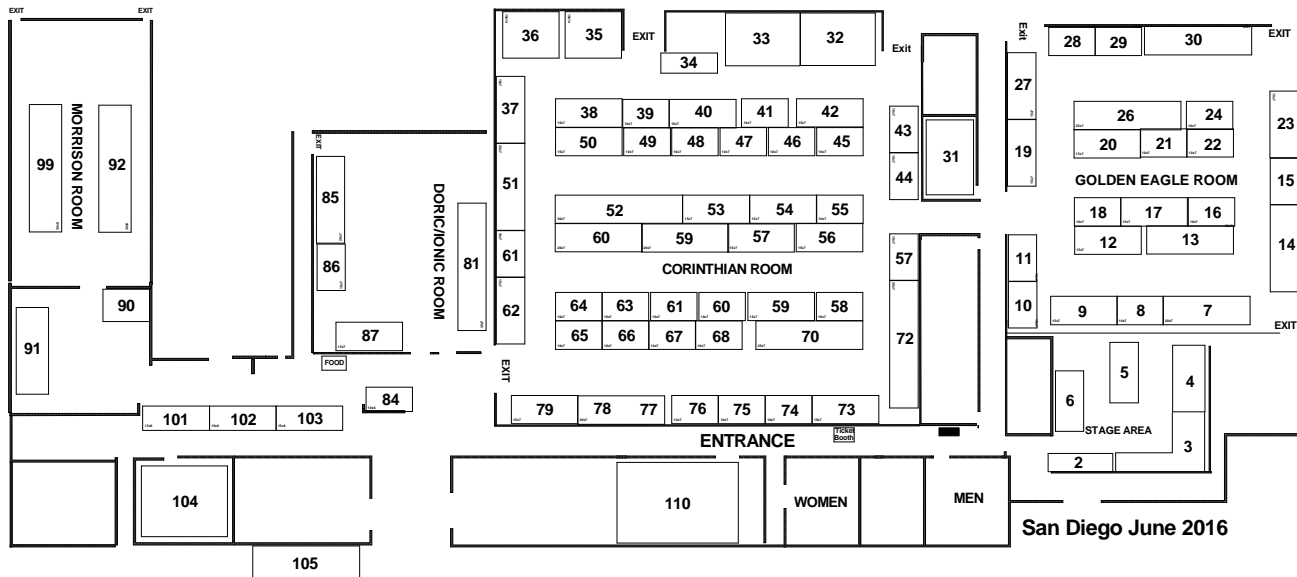 EXIT EXIT
36 35 EXIT 33 32 Exit
34
Exit 28 29 30 EXIT
27
37 38 39 40 41 42 43
50 49 48 47 46 45 44
31
26 24 23
19 20 21 22 15
GOLDEN EAGLE ROOM
99 MORRISON ROOM 92
EXIT
85 DORIC/IONIC ROOM 81
86
51 52 53 54 55
61 60 59 57 56 57
CORINTHIAN ROOM
18 17 16 14
11 12 13
10 9 8 7
EXIT
62 64 63 61 60 59 58 72
65 66 67 68 70
90
91
87
FOOD
EXIT
84
101 102 103
79 78 77 76 75 74 73
ENTRANCE
Ticket
Booth
5 4
6
STAGE AREA
3
2
104 110 WOMEN MEN
105
San Diego June 2016